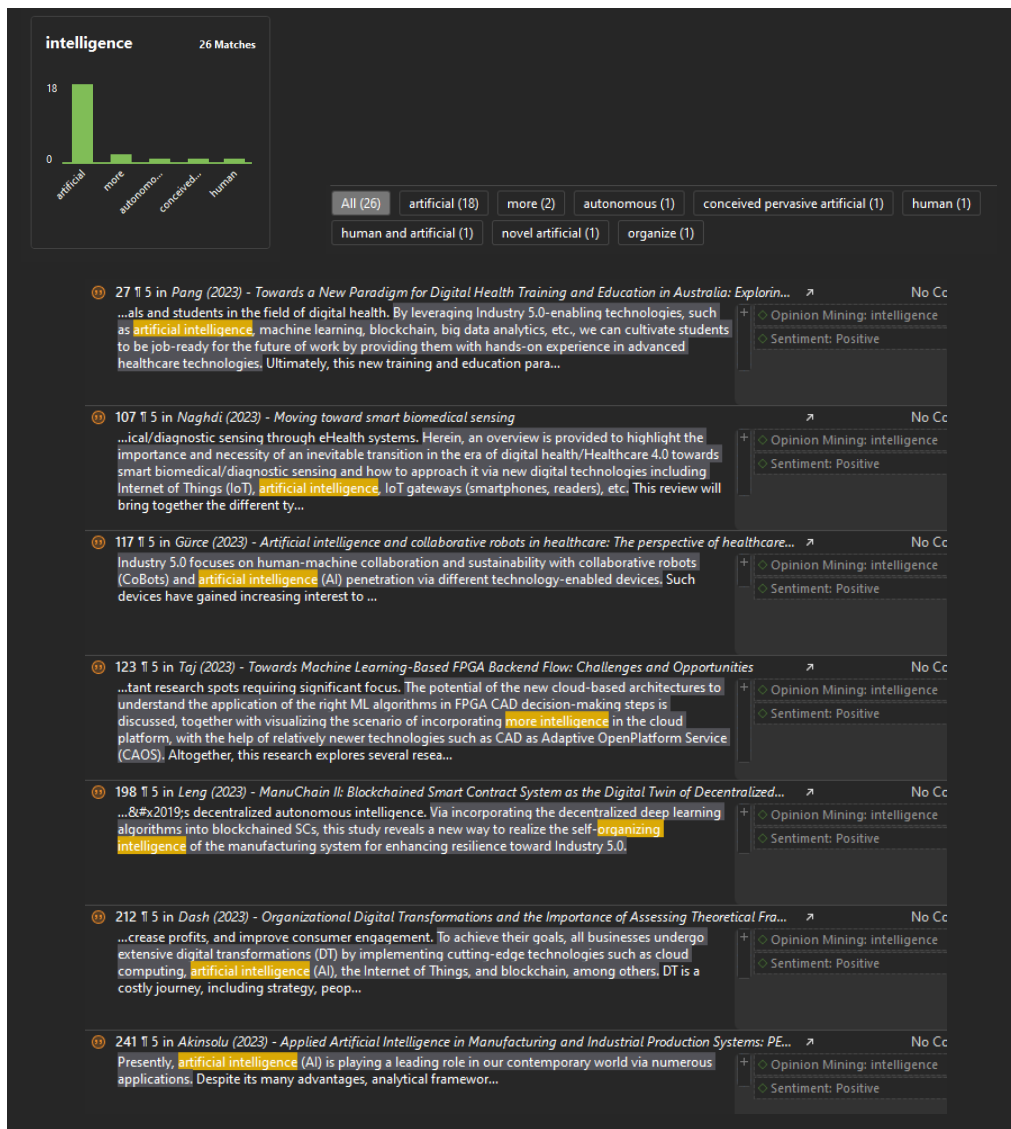 intelligence 26 Matches
18
0
artificial
more
autonomo...
conceived...
human
All (26) artificial (18) more (2) autonomous (1) conceived pervasive artificial (1) human (1)
human and artificial (1) novel artificial (1) organize (1)
27 ¶ 5 in Pang (2023) - Towards a New Paradigm for Digital Health Training and Education in Australia: Explorin... ↗ No Cc
...als and students in the field of digital health. By leveraging Industry 5.0-enabling technologies, such
as artificial intelligence, machine learning, blockchain, big data analytics, etc., we can cultivate students
to be job-ready for the future of work by providing them with hands-on experience in advanced
healthcare technologies. Ultimately, this new training and education para...
+ Opinion Mining: intelligence
Sentiment: Positive
107 ¶ 5 in Naghdi (2023) - Moving toward smart biomedical sensing ↗ No Cc
...ical/diagnostic sensing through eHealth systems. Herein, an overview is provided to highlight the
importance and necessity of an inevitable transition in the era of digital health/Healthcare 4.0 towards
smart biomedical/diagnostic sensing and how to approach it via new digital technologies including
Internet of Things (IoT), artificial intelligence, IoT gateways (smartphones, readers), etc. This review will
bring together the different ty...
+ Opinion Mining: intelligence
Sentiment: Positive
117 ¶ 5 in Gürce (2023) - Artificial intelligence and collaborative robots in healthcare: The perspective of healthcare... ↗ No Cc
Industry 5.0 focuses on human-machine collaboration and sustainability with collaborative robots
(CoBots) and artificial intelligence (AI) penetration via different technology-enabled devices. Such
devices have gained increasing interest to ...
+ Opinion Mining: intelligence
Sentiment: Positive
123 ¶ 5 in Taj (2023) - Towards Machine Learning-Based FPGA Backend Flow: Challenges and Opportunities ↗ No Cc
...tant research spots requiring significant focus. The potential of the new cloud-based architectures to
understand the application of the right ML algorithms in FPGA CAD decision-making steps is
discussed, together with visualizing the scenario of incorporating more intelligence in the cloud
platform, with the help of relatively newer technologies such as CAD as Adaptive OpenPlatform Service
(CAOS). Altogether, this research explores several resea...
+ Opinion Mining: intelligence
Sentiment: Positive
198 ¶ 5 in Leng (2023) - ManuChain II: Blockchained Smart Contract System as the Digital Twin of Decentralized... ↗ No Cc
...&#x2019;s decentralized autonomous intelligence. Via incorporating the decentralized deep learning
algorithms into blockchained SCs, this study reveals a new way to realize the self-organizing
intelligence of the manufacturing system for enhancing resilience toward Industry 5.0.
+ Opinion Mining: intelligence
Sentiment: Positive
212 ¶ 5 in Dash (2023) - Organizational Digital Transformations and the Importance of Assessing Theoretical Fra... ↗ No Cc
...crease profits, and improve consumer engagement. To achieve their goals, all businesses undergo
extensive digital transformations (DT) by implementing cutting-edge technologies such as cloud
computing, artificial intelligence (AI), the Internet of Things, and blockchain, among others. DT is a
costly journey, including strategy, peop...
+ Opinion Mining: intelligence
Sentiment: Positive
241 ¶ 5 in Akinsolu (2023) - Applied Artificial Intelligence in Manufacturing and Industrial Production Systems: PE... ↗ No Cc
Presently, artificial intelligence (AI) is playing a leading role in our contemporary world via numerous
applications. Despite its many advantages, analytical framewor...
+ Opinion Mining: intelligence
Sentiment: Positive